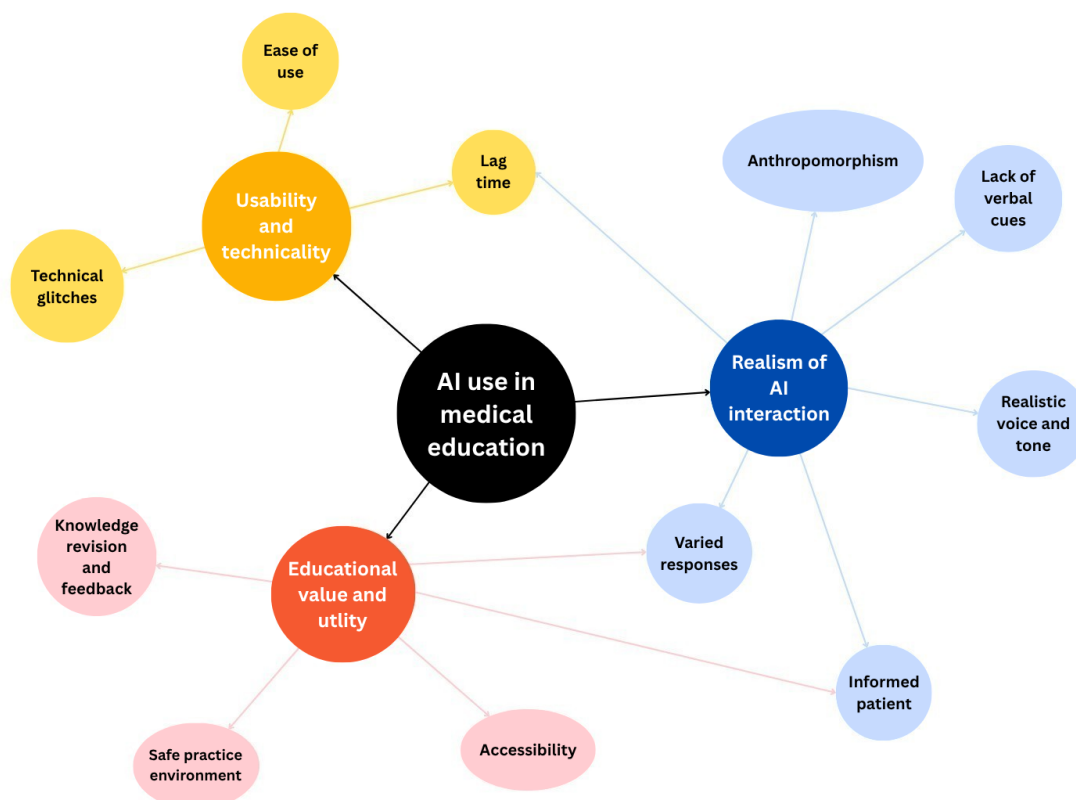 Ease of
use
Lag
time
Usability
and
technicality
Technical
glitches
Anthropomorphism
Lack of
verbal
cues
AI use in
medical
education
Realism of
AI
interaction
Realistic
voice and
tone
Knowledge
revision
and
feedback
Educational
value and
utlity
Varied
responses
Informed
patient
Safe practice
environment
Accessibility